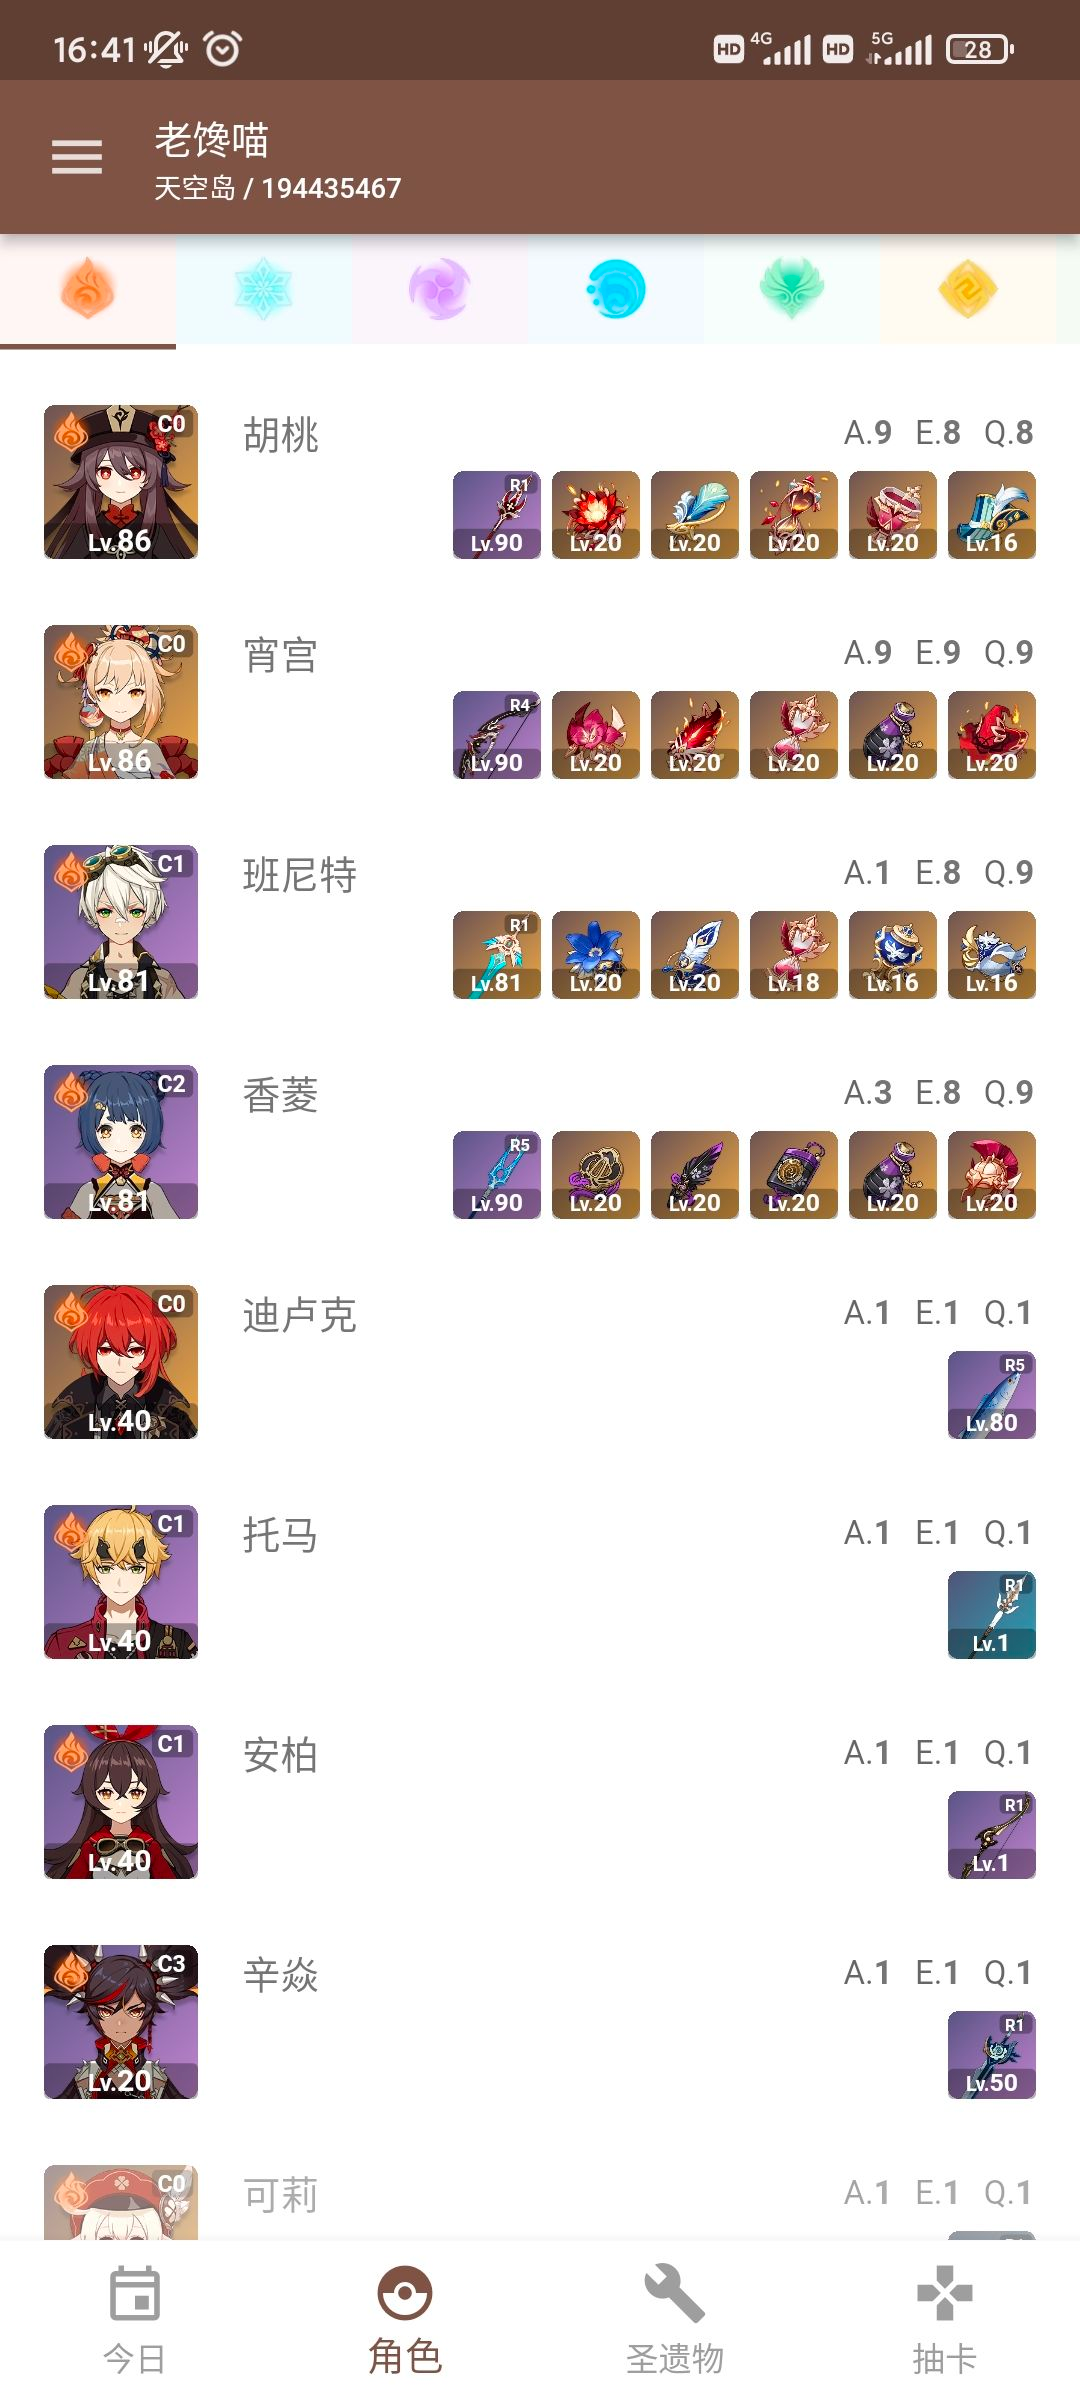 16:41 HD 4G HD 5G 28
老馋喵
天空岛 / 194435467
C0 Lv.86 胡桃 A.9 E.8 Q.8
R1 Lv.90 Lv.20 Lv.20 Lv.20 Lv.20 Lv.16
C0 Lv.86 宵宫 A.9 E.9 Q.9
R4 Lv.90 Lv.20 Lv.20 Lv.20 Lv.20 Lv.20
C1 Lv.81 班尼特 A.1 E.8 Q.9
R1 Lv.81 Lv.20 Lv.20 Lv.18 Lv.16 Lv.16
C2 Lv.81 香菱 A.3 E.8 Q.9
R5 Lv.90 Lv.20 Lv.20 Lv.20 Lv.20 Lv.20
C0 Lv.40 迪卢克 A.1 E.1 Q.1
R5 Lv.80
C1 Lv.40 托马 A.1 E.1 Q.1
R1 Lv.1
C1 Lv.40 安柏 A.1 E.1 Q.1
R1 Lv.1
C3 Lv.20 辛焱 A.1 E.1 Q.1
R1 Lv.50
C0 可莉 A.1 E.1 Q.1
今日 角色 圣遗物 抽卡